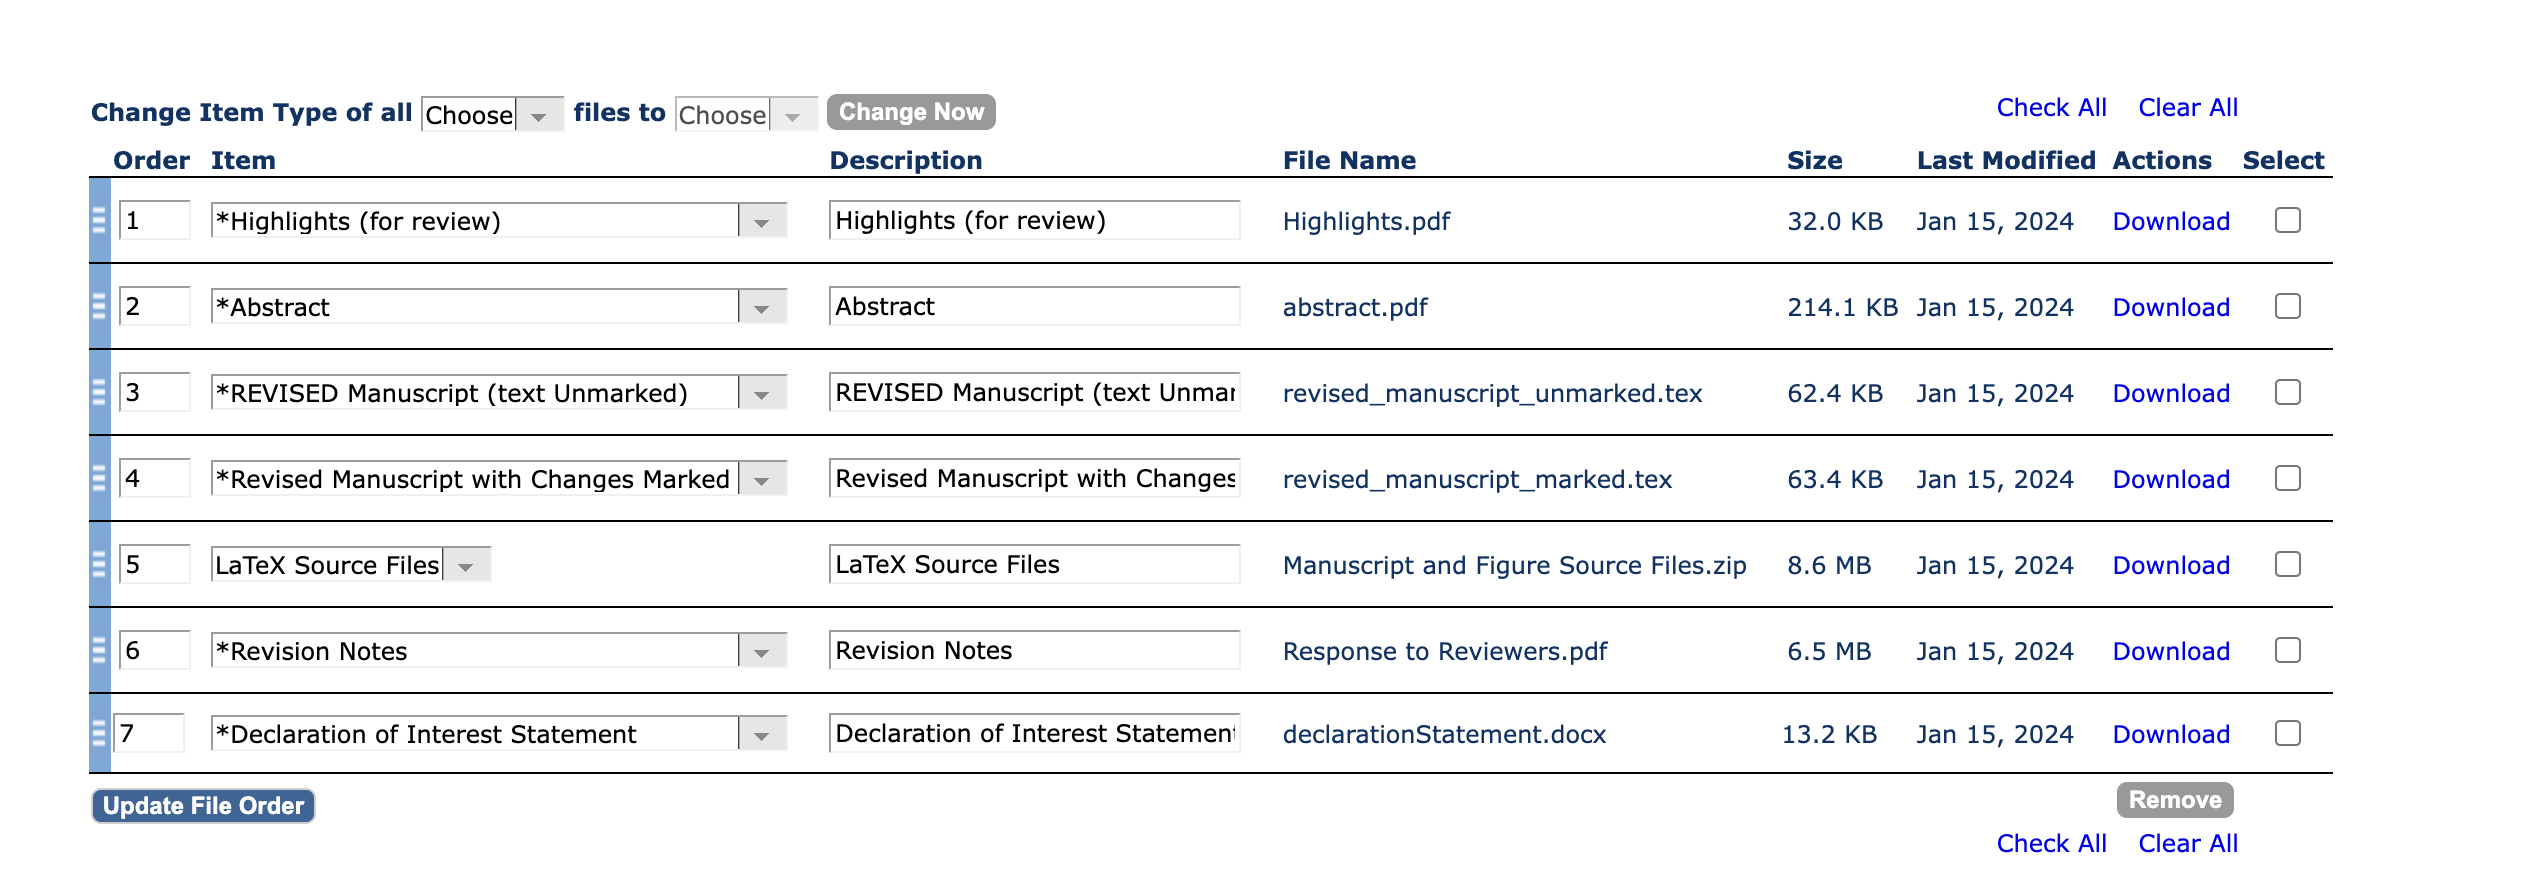 Change Item Type of all Choose files to Choose Change Now Check All Clear All
Order Item Description File Name Size Last Modified Actions Select
1 *Highlights (for review) Highlights (for review) Highlights.pdf 32.0 KB Jan 15, 2024 Download
2 *Abstract Abstract abstract.pdf 214.1 KB Jan 15, 2024 Download
3 *REVISED Manuscript (text Unmarked) REVISED Manuscript (text Unmar revised_manuscript_unmarked.tex 62.4 KB Jan 15, 2024 Download
4 *Revised Manuscript with Changes Marked Revised Manuscript with Changes revised_manuscript_marked.tex 63.4 KB Jan 15, 2024 Download
5 LaTeX Source Files LaTeX Source Files Manuscript and Figure Source Files.zip 8.6 MB Jan 15, 2024 Download
6 *Revision Notes Revision Notes Response to Reviewers.pdf 6.5 MB Jan 15, 2024 Download
7 *Declaration of Interest Statement Declaration of Interest Statement declarationStatement.docx 13.2 KB Jan 15, 2024 Download
Update File Order Remove
Check All Clear All